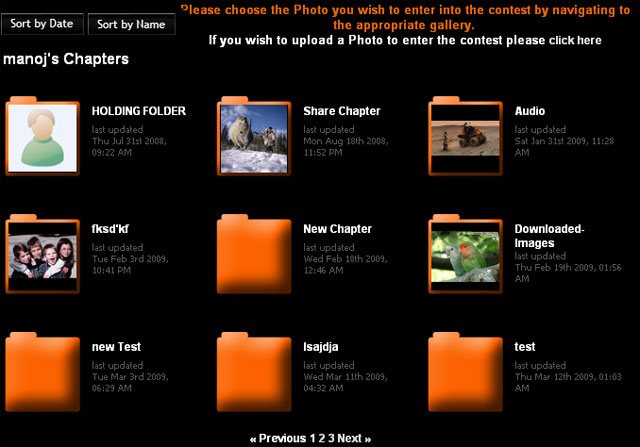 Sort by Date
Sort by Name
Please choose the Photo you wish to enter into the contest by navigating to
the appropriate gallery.
If you wish to upload a Photo to enter the contest please click here
manoj's Chapters
HOLDING FOLDER
last updated
Thu Jul 31st 2008,
09:22 AM
Share Chapter
last updated
Mon Aug 18th 2008,
11:52 PM
Audio
last updated
Sat Jan 31st 2009, 11:28
AM
fksd'kf
last updated
Tue Feb 3rd 2009,
10:41 PM
New Chapter
last updated
Wed Feb 18th 2009,
12:46 AM
Downloaded-
Images
last updated
Thu Feb 19th 2009, 01:56
AM
new Test
last updated
Tue Mar 3rd 2009,
06:29 AM
lsajdja
last updated
Wed Mar 11th 2009,
04:32 AM
test
last updated
Thu Mar 12th 2009, 01:03
AM
« Previous 1 2 3 Next »